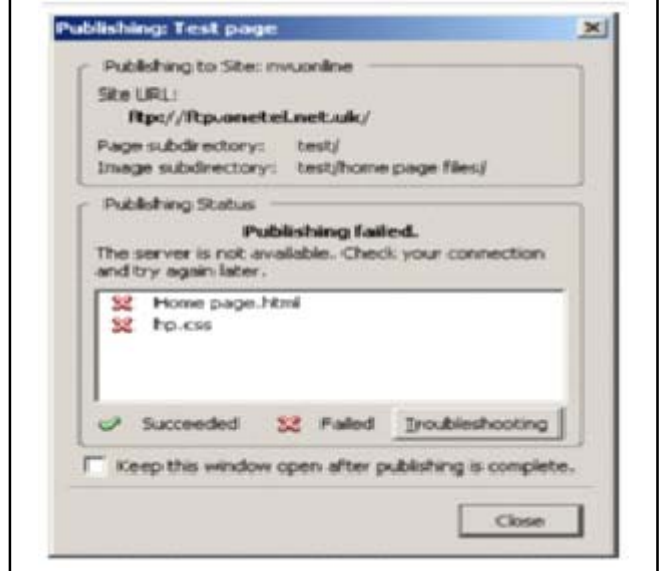 Publishing: Test page
Publishing to Site: nvuonline
Site URL:
ftp://ftp.onetel.net.uk/
Page subdirectory: test/
Image subdirectory: test/home page files/
Publishing Status
Publishing failed.
The server is not available. Check your connection
and try again later.
Home page.html
hp.css
Succeeded Failed Troubleshooting
Keep this window open after publishing is complete.
Close